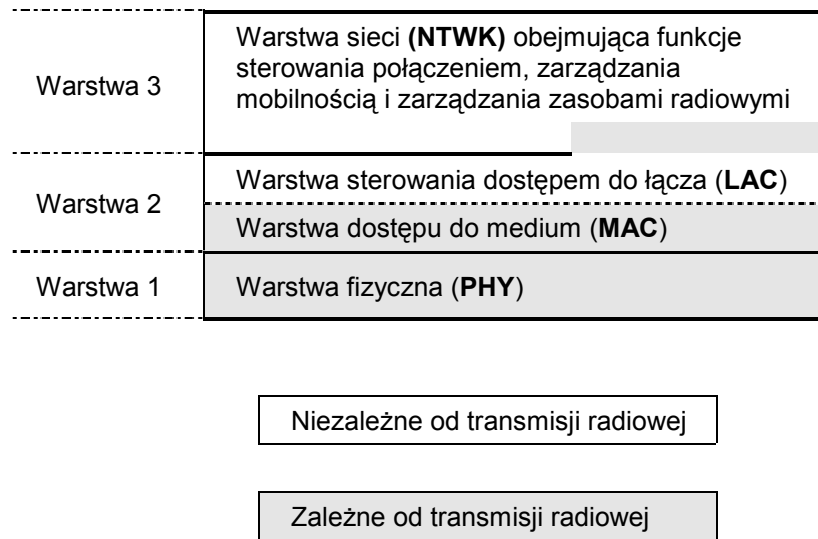 Warstwa 3
Warstwa sieci (NTWK) obejmująca funkcje
sterowania połączeniem, zarządzania
mobilnością i zarządzania zasobami radiowymi
Warstwa 2
Warstwa sterowania dostępem do łącza (LAC)
Warstwa dostępu do medium (MAC)
Warstwa 1
Warstwa fizyczna (PHY)
Niezależne od transmisji radiowej
Zależne od transmisji radiowej